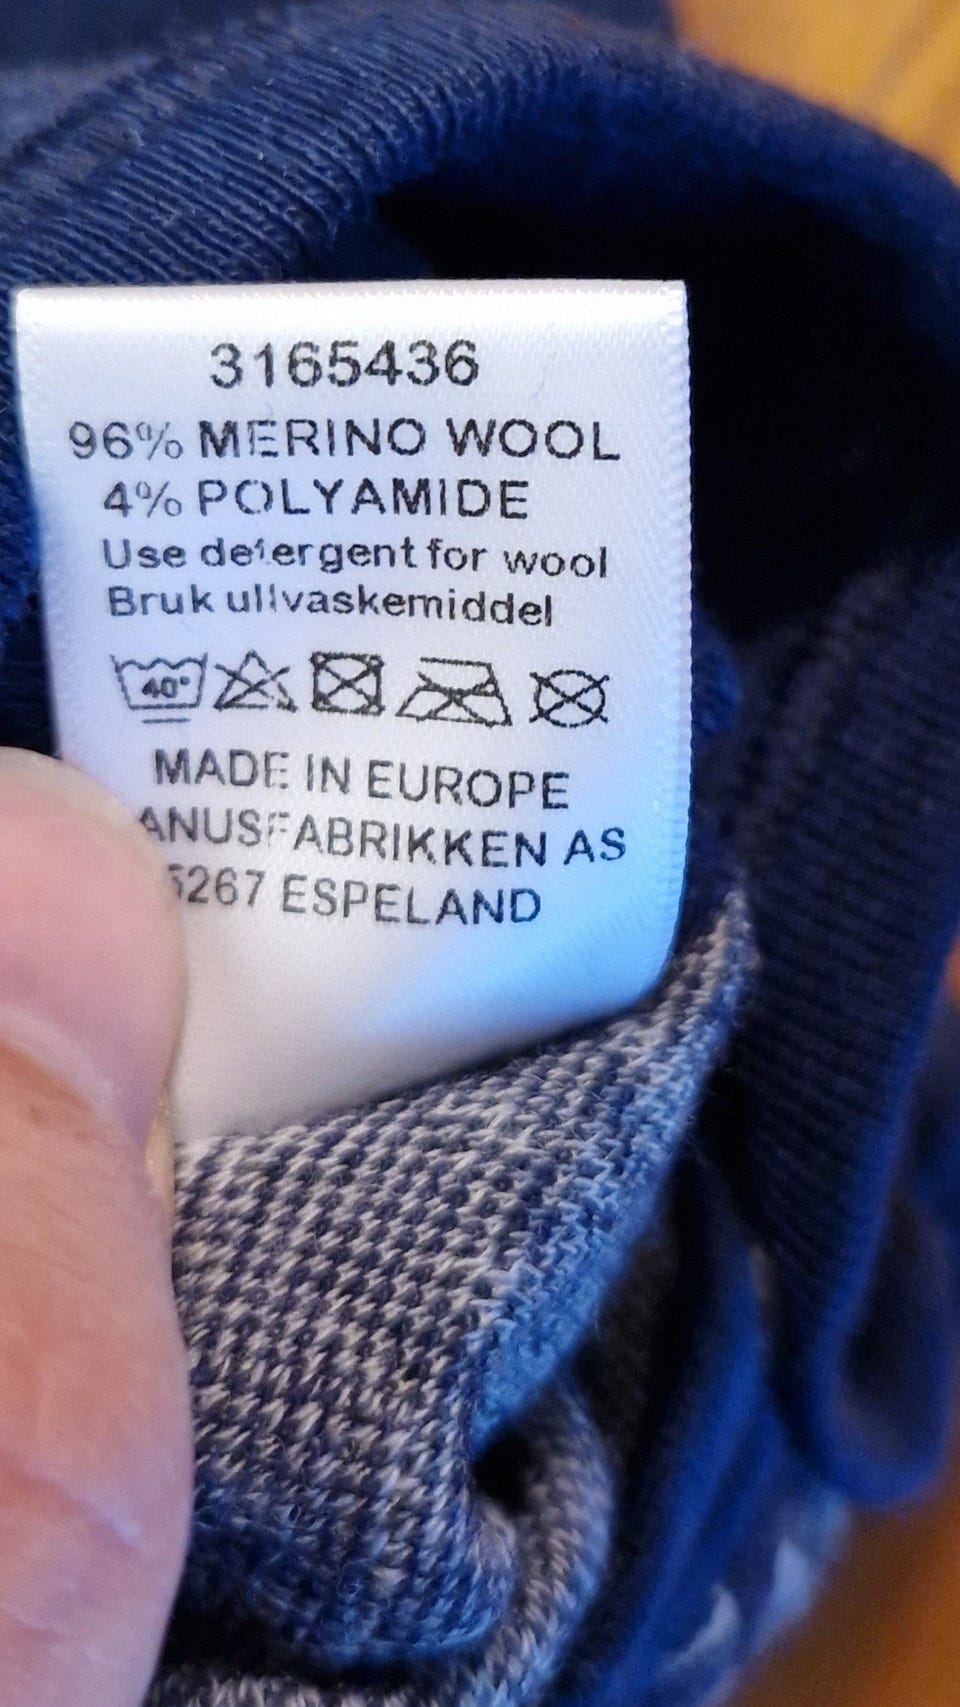 3165436
96% MERINO WOOL
4% POLYAMIDE
Use detergent for wool
Bruk ullvaskemiddel
40°
MADE IN EUROPE
ANUSFABRIKKEN AS
5267 ESPELAND